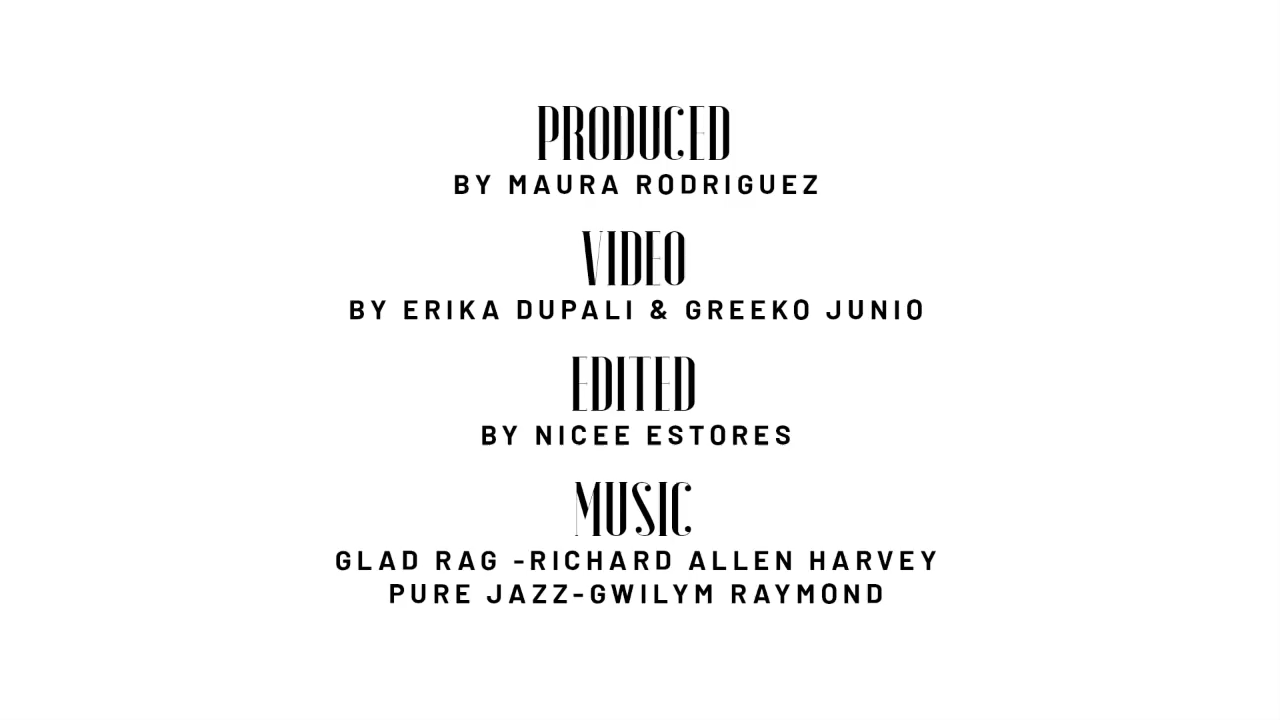 PRODUCED
BY MAURA RODRIGUEZ
VIDEO
BY ERIKA DUPALI & GREEKO JUNIO
EDITED
BY NICEE ESTORES
MUSIC
GLAD RAG -RICHARD ALLEN HARVEY
PURE JAZZ-GWILYM RAYMOND